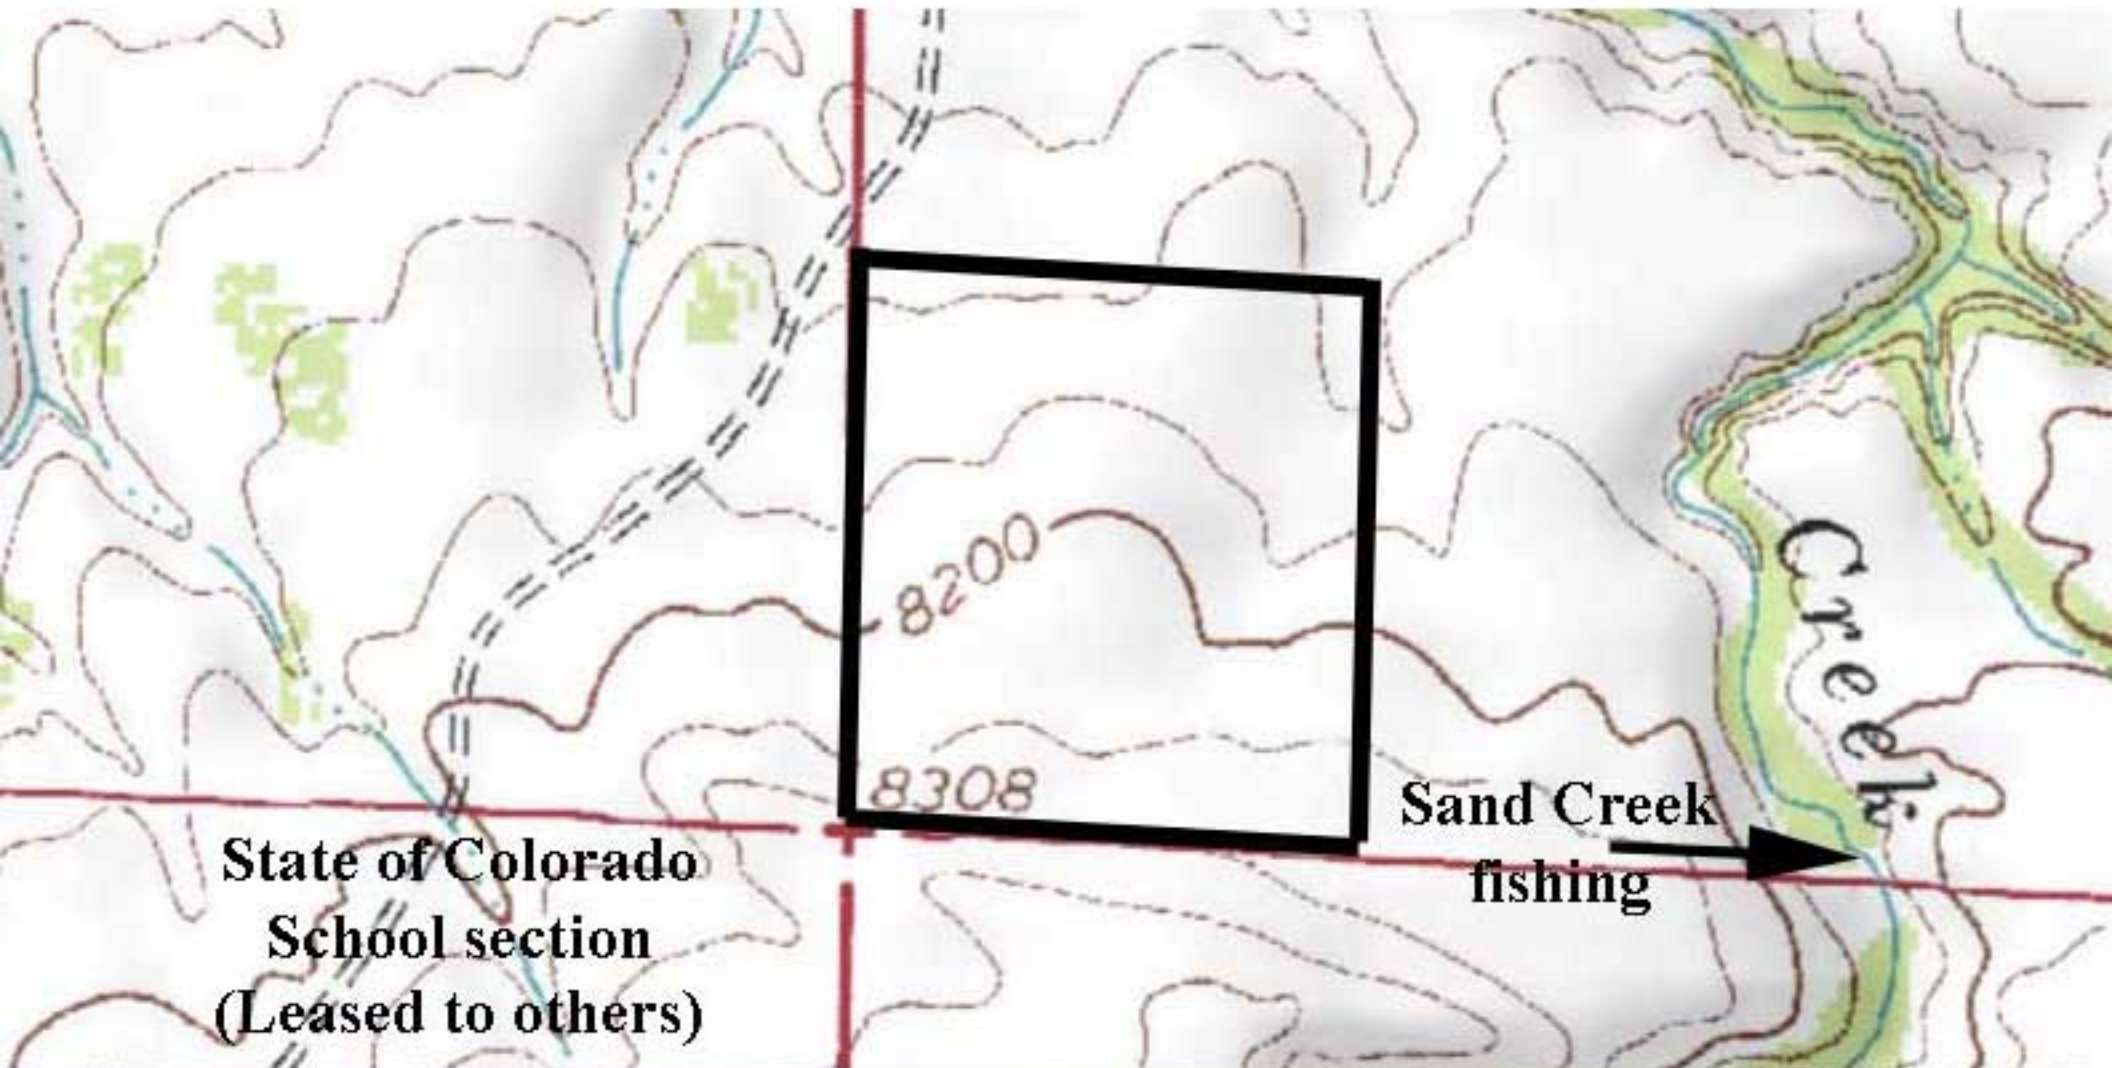 Creek
8200
8308
Sand Creek
fishing
State of Colorado
School section
(Leased to others)